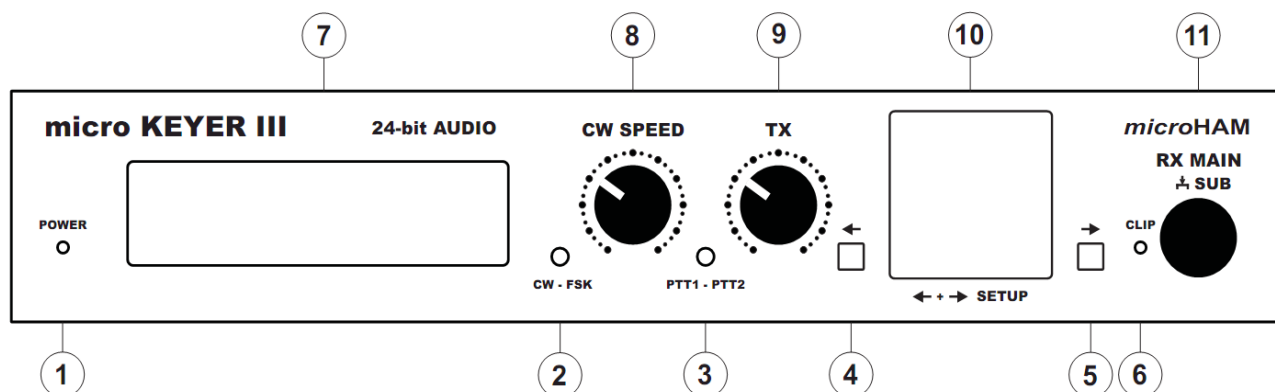 7 8 9 10 11
micro KEYER III 24-bit AUDIO CW SPEED TX microHAM
RX MAIN
SUB
POWER CLIP
← →
CW - FSK PTT1 - PTT2 ← + → SETUP
1 2 3 4 5 6